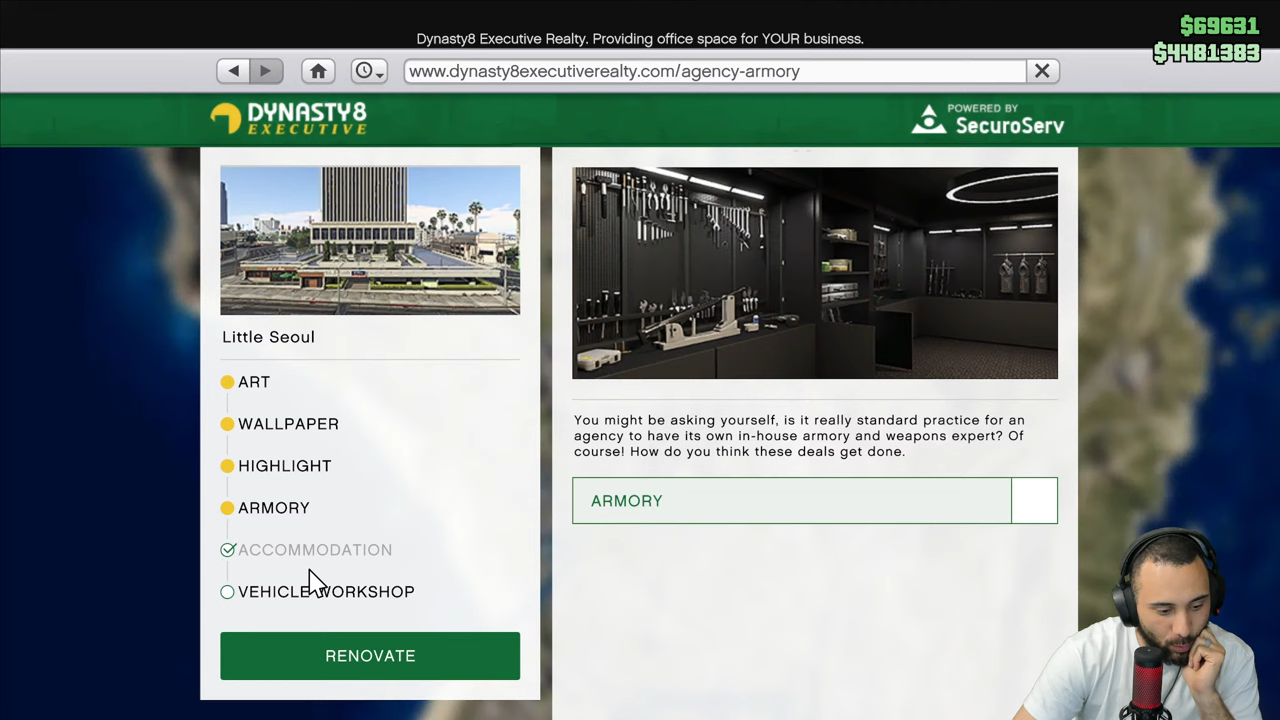 $69631
$4481383
Dynasty8 Executive Realty. Providing office space for YOUR business.
www.dynasty8executiverealty.com/agency-armory
DYNASTY8
EXECUTIVE
POWERED BY
SecuroServ
Little Seoul
ART
WALLPAPER
HIGHLIGHT
ARMORY
ACCOMMODATION
VEHICLE WORKSHOP
RENOVATE
You might be asking yourself, is it really standard practice for an
agency to have its own in-house armory and weapons expert? Of
course! How do you think these deals get done.
ARMORY